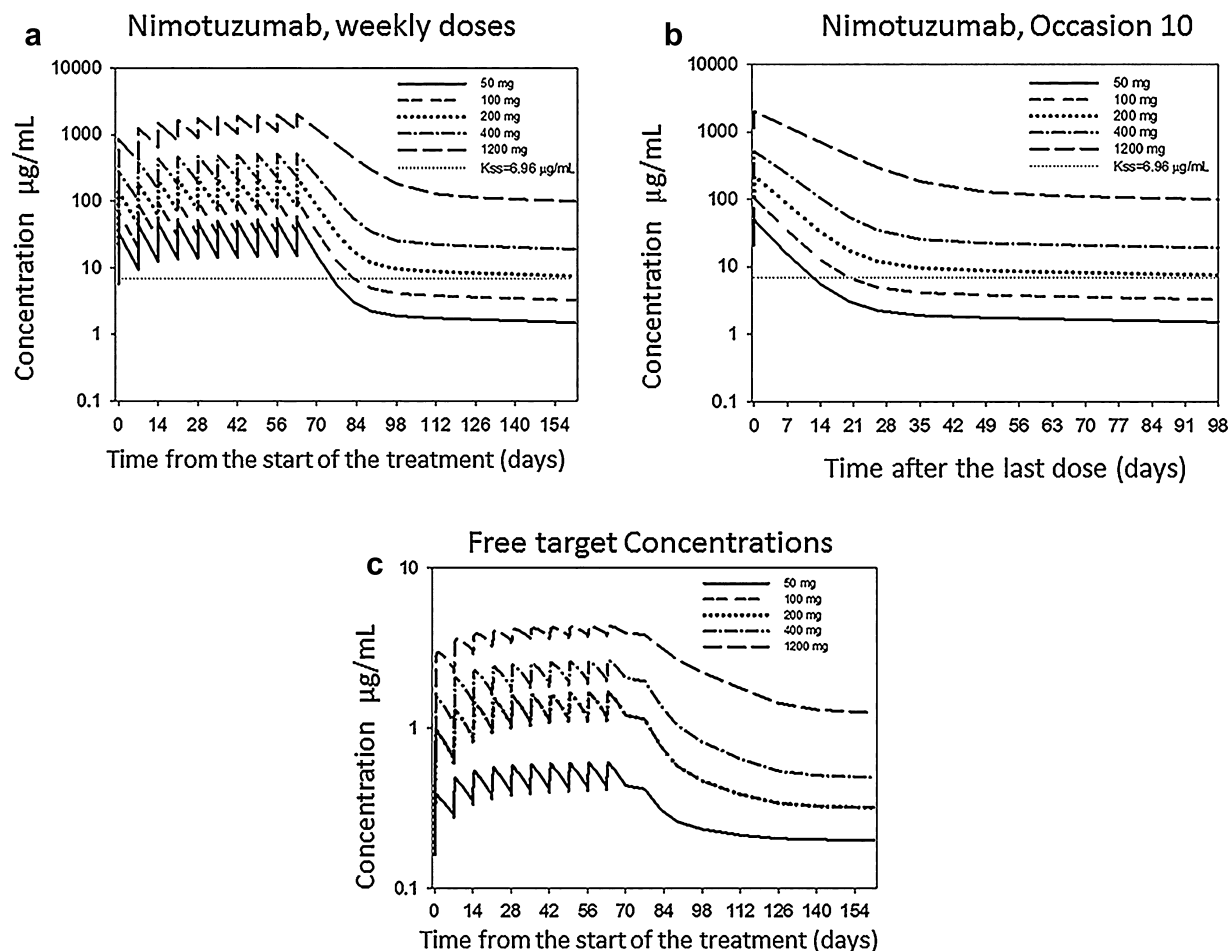 a
Nimotuzumab, weekly doses
10000
1000
100
10
1
0.1
Concentration µg/mL
50 mg
100 mg
200 mg
400 mg
1200 mg
Kss=6.96 µg/mL
0 14 28 42 56 70 84 98 112 126 140 154
Time from the start of the treatment (days)
b
Nimotuzumab, Occasion 10
10000
1000
100
10
1
0.1
Concentration µg/mL
50 mg
100 mg
200 mg
400 mg
1200 mg
Kss=6.96 µg/mL
0 7 14 21 28 35 42 49 56 63 70 77 84 91 98
Time after the last dose (days)
c
Free target Concentrations
10
1
0.1
Concentration µg/mL
50 mg
100 mg
200 mg
400 mg
1200 mg
0 14 28 42 56 70 84 98 112 126 140 154
Time from the start of the treatment (days)